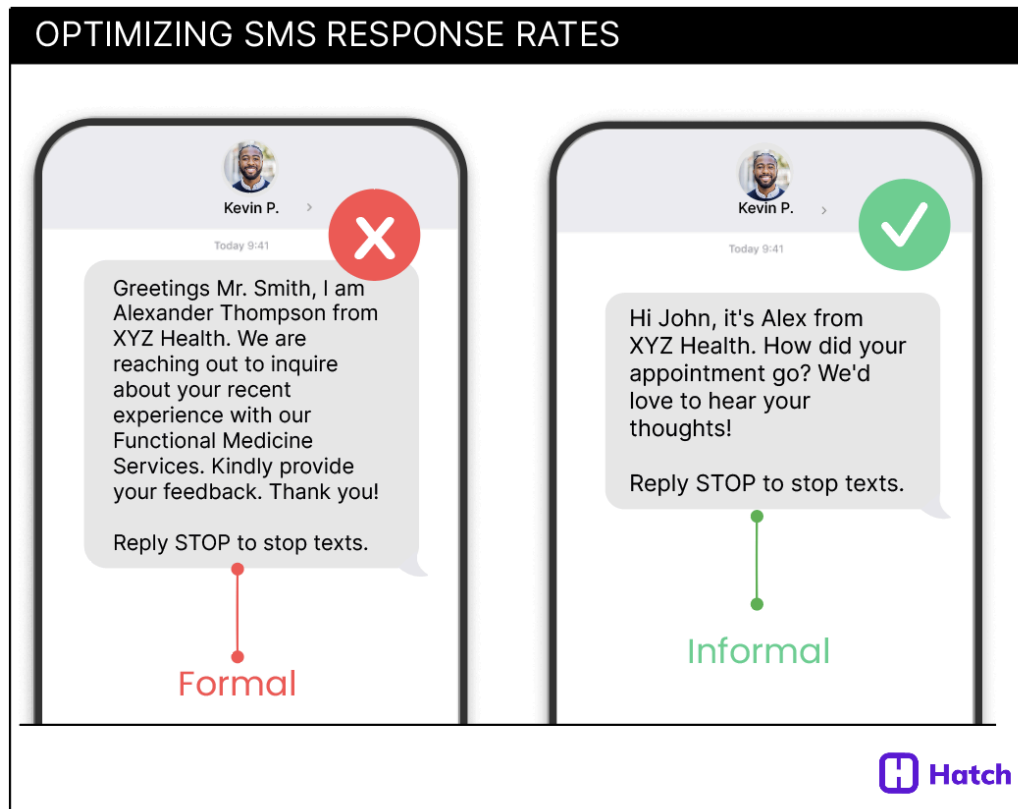 OPTIMIZING SMS RESPONSE RATES
Kevin P.
Today 9:41
Greetings Mr. Smith, I am
Alexander Thompson from
XYZ Health. We are
reaching out to inquire
about your recent
experience with our
Functional Medicine
Services. Kindly provide
your feedback. Thank you!
Reply STOP to stop texts.
Formal
Kevin P.
Today 9:41
Hi John, it's Alex from
XYZ Health. How did your
appointment go? We'd
love to hear your
thoughts!
Reply STOP to stop texts.
Informal
Hatch